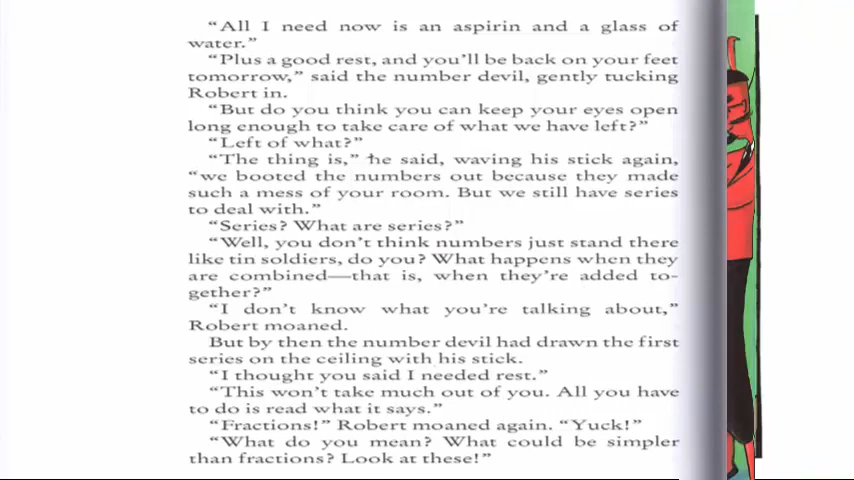 “All I need now is an aspirin and a glass of
water.”
“Plus a good rest, and you’ll be back on your feet
tomorrow,” said the number devil, gently tucking
Robert in.
“But do you think you can keep your eyes open
long enough to take care of what we have left?”
“Left of what?”
“The thing is,” he said, waving his stick again,
“we booted the numbers out because they made
such a mess of your room. But we still have series
to deal with.”
“Series? What are series?”
“Well, you don’t think numbers just stand there
like tin soldiers, do you? What happens when they
are combined—that is, when they’re added to-
gether?”
“I don’t know what you’re talking about,”
Robert moaned.
But by then the number devil had drawn the first
series on the ceiling with his stick.
“I thought you said I needed rest.”
“This won’t take much out of you. All you have
to do is read what it says.”
“Fractions!” Robert moaned again. “Yuck!”
“What do you mean? What could be simpler
than fractions? Look at these!”